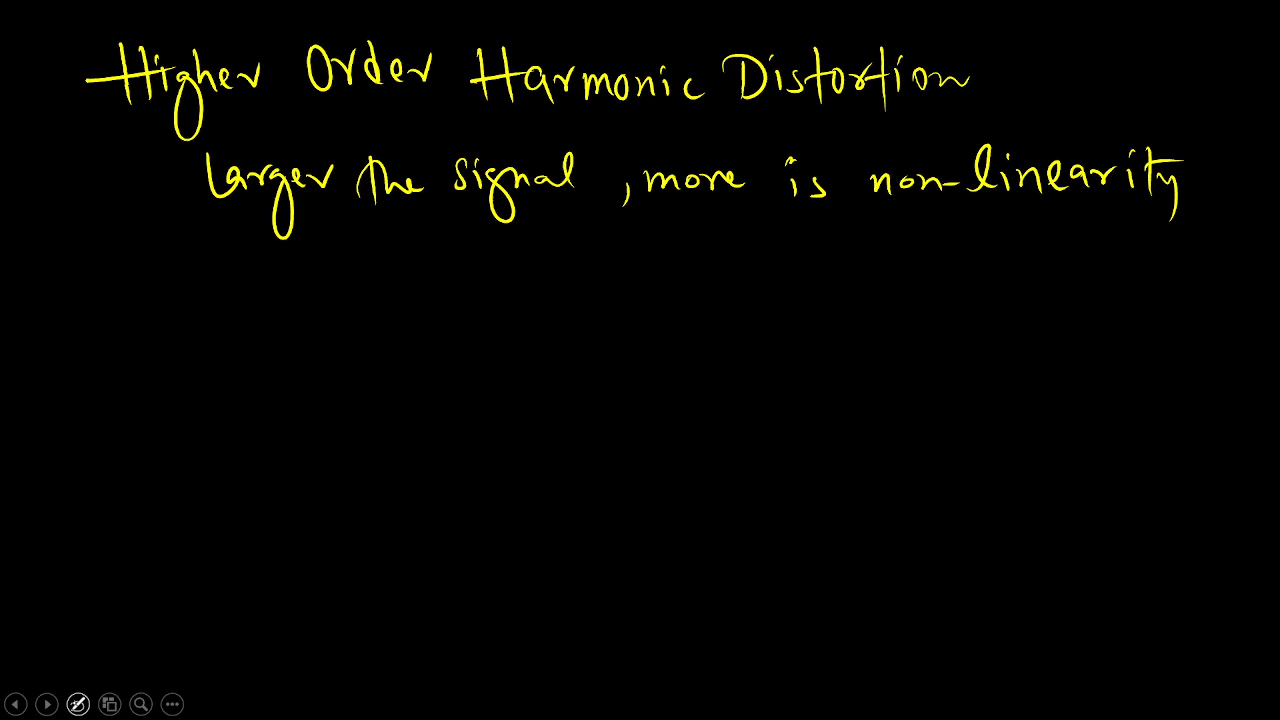 Higher Order Harmonic Distortion
Larger the signal, more is non-linearity